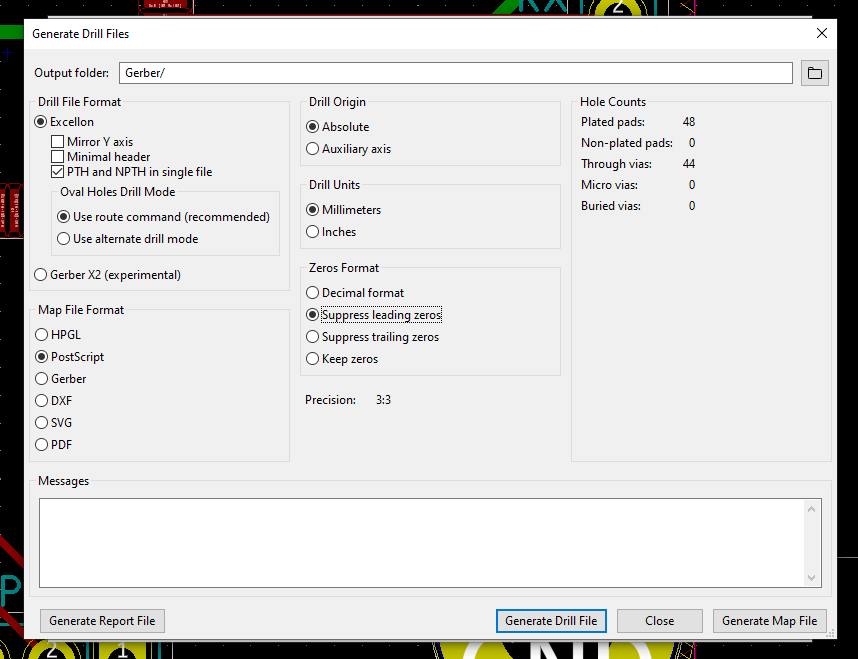 Generate Drill Files
Output folder: Gerber/
Drill File Format
Excellon
Mirror Y axis
Minimal header
PTH and NPTH in single file
Oval Holes Drill Mode
Use route command (recommended)
Use alternate drill mode
Gerber X2 (experimental)
Map File Format
HPGL
PostScript
Gerber
DXF
SVG
PDF
Drill Origin
Absolute
Auxiliary axis
Drill Units
Millimeters
Inches
Zeros Format
Decimal format
Suppress leading zeros
Suppress trailing zeros
Keep zeros
Precision: 3:3
Hole Counts
Plated pads: 48
Non-plated pads: 0
Through vias: 44
Micro vias: 0
Buried vias: 0
Messages
Generate Report File
Generate Drill File
Close
Generate Map File
2
2
1